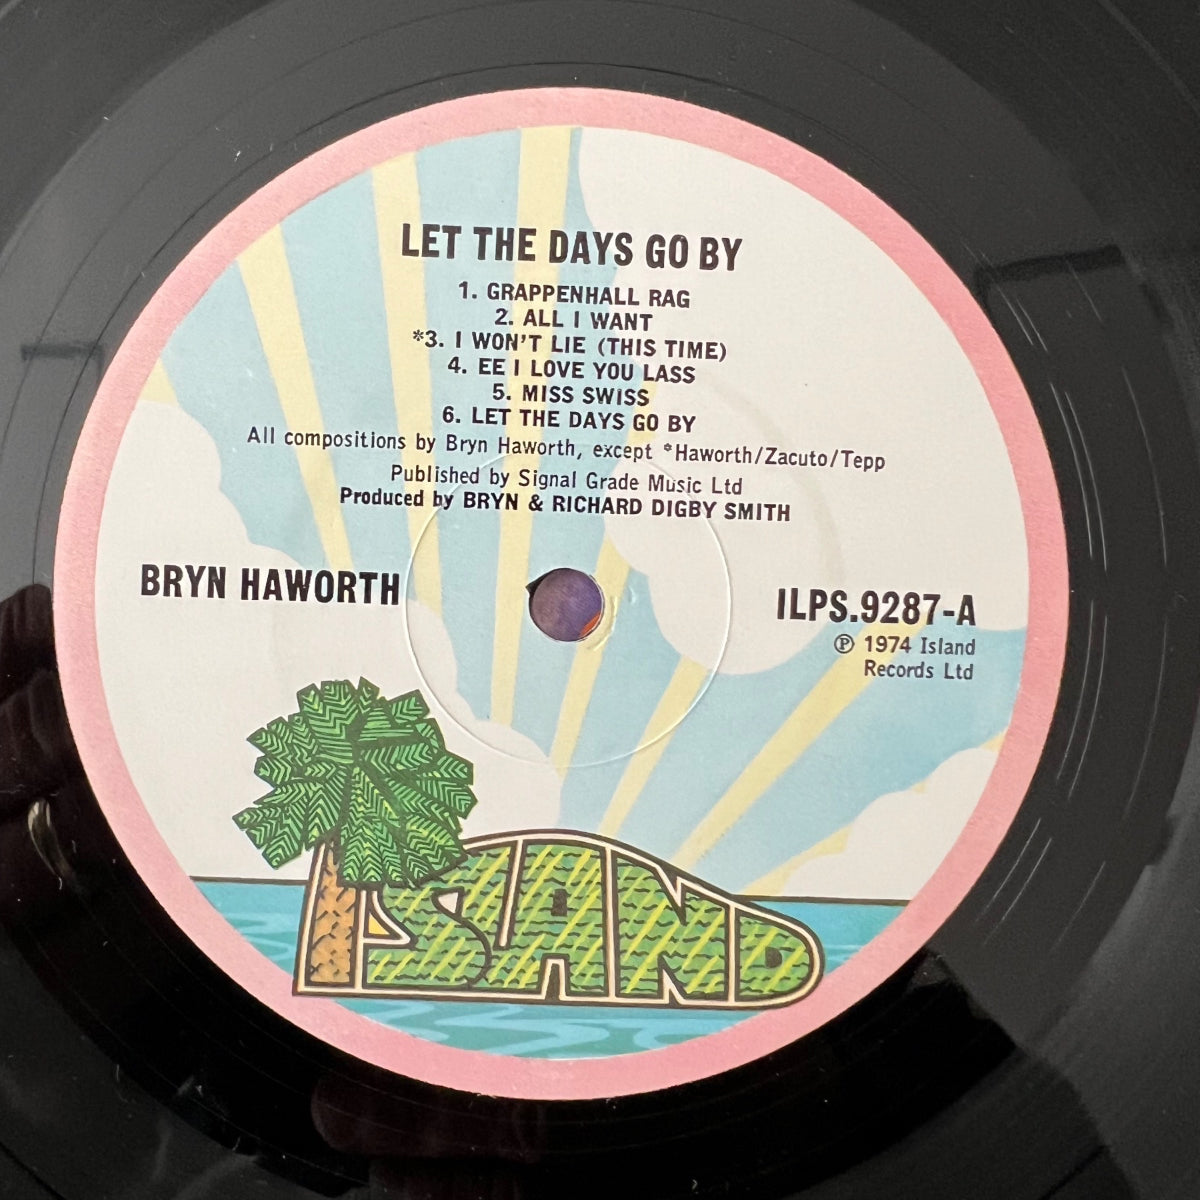 LET THE DAYS GO BY
1. GRAPPENHALL RAG
2. ALL I WANT
*3. I WON'T LIE (THIS TIME)
4. EE I LOVE YOU LASS
5. MISS SWISS
6. LET THE DAYS GO BY
All compositions by Bryn Haworth, except *Haworth/Zacuto/Tepp
Published by Signal Grade Music Ltd
Produced by BRYN & RICHARD DIGBY SMITH
BRYN HAWORTH
ILPS.9287-A
℗ 1974 Island
Records Ltd
ISLAND